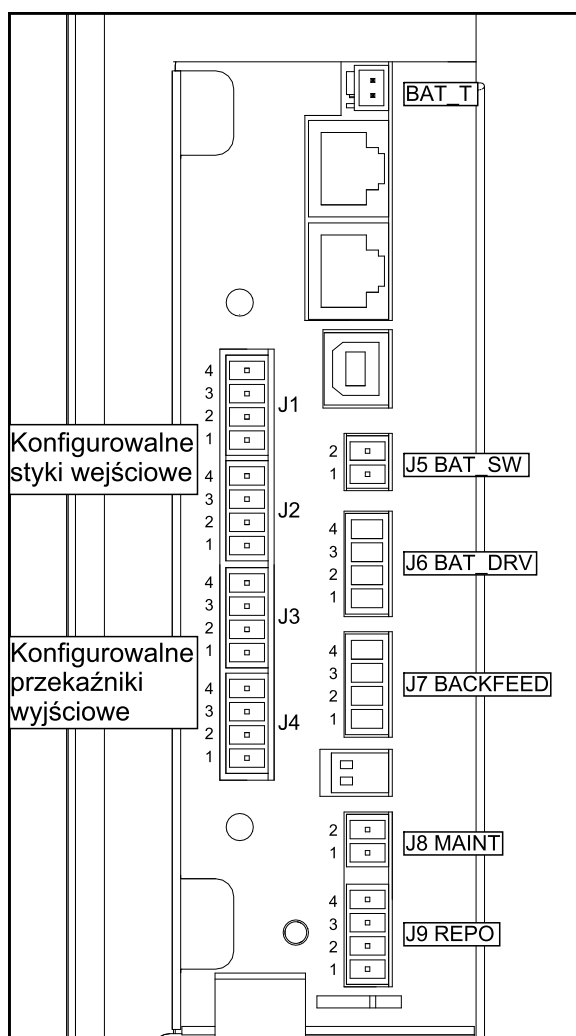 BAT_T
4
3
2
1
J1
Konfigurowalne
styki wejściowe
4
3
2
1
J2
2
1
J5 BAT_SW
4
3
2
1
J6 BAT_DRV
4
3
2
1
J3
Konfigurowalne
przekaźniki
wyjściowe
4
3
2
1
J4
4
3
2
1
J7 BACKFEED
2
1
J8 MAINT
4
3
2
1
J9 REPO